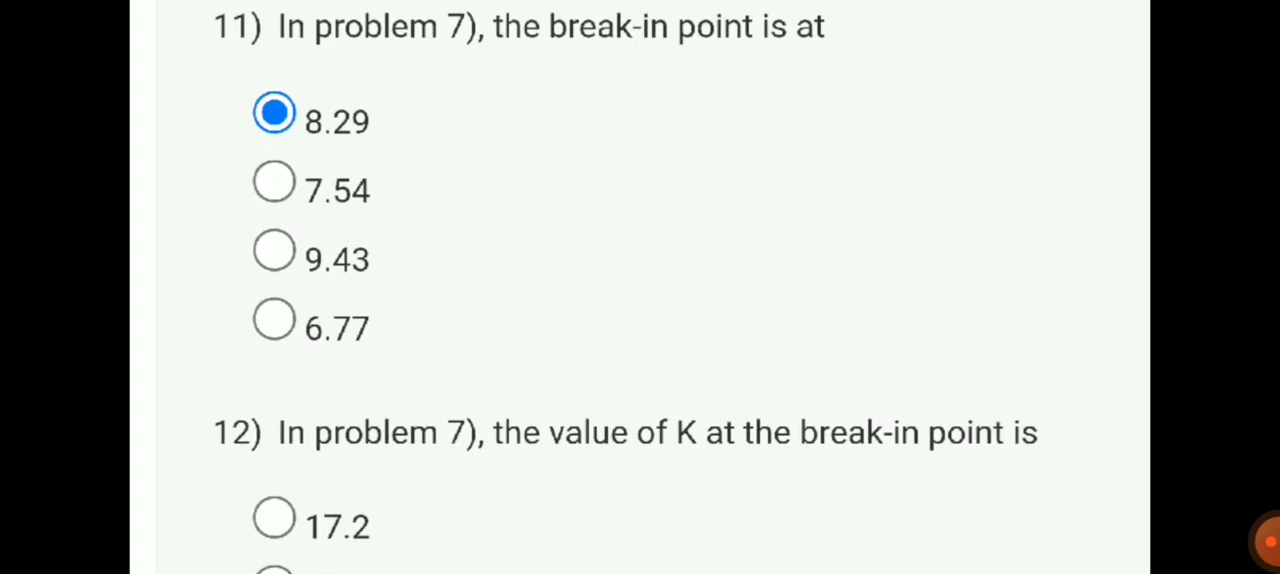 11) In problem 7), the break-in point is at
8.29
7.54
9.43
6.77
12) In problem 7), the value of K at the break-in point is
17.2